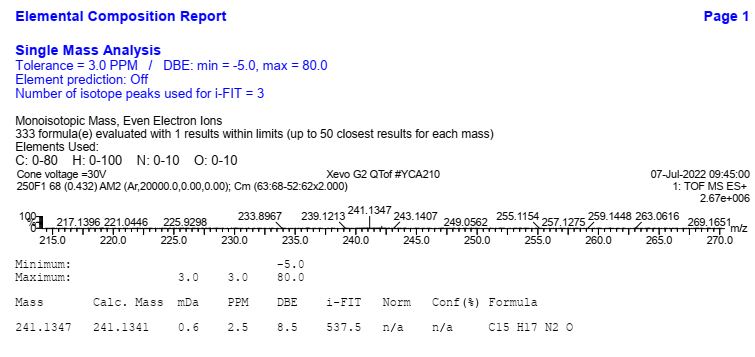 Elemental Composition Report Page 1
Single Mass Analysis
Tolerance = 3.0 PPM / DBE: min = -5.0, max = 80.0
Element prediction: Off
Number of isotope peaks used for i-FIT = 3
Monoisotopic Mass, Even Electron Ions
333 formula(e) evaluated with 1 results within limits (up to 50 closest results for each mass)
Elements Used:
C: 0-80 H: 0-100 N: 0-10 O: 0-10
Cone voltage =30V Xevo G2 QTof #YCA210 07-Jul-2022 09:45:00
250F1 68 (0.432) AM2 (Ar,20000.0,0.00,0.00); Cm (63:68-52:62x2.000) 1: TOF MS ES+
2.67e+006
100 217.1396 221.0446 225.9298 233.8967 239.1213 241.1347 243.1407 249.0562 255.1154 257.1275 259.1448 263.0616 269.1651
% 0 m/z
215.0 220.0 225.0 230.0 235.0 240.0 245.0 250.0 255.0 260.0 265.0 270.0
Minimum: -5.0
Maximum: 3.0 3.0 80.0
Mass Calc. Mass mDa PPM DBE i-FIT Norm Conf(%) Formula
241.1347 241.1341 0.6 2.5 8.5 537.5 n/a n/a C15 H17 N2 O